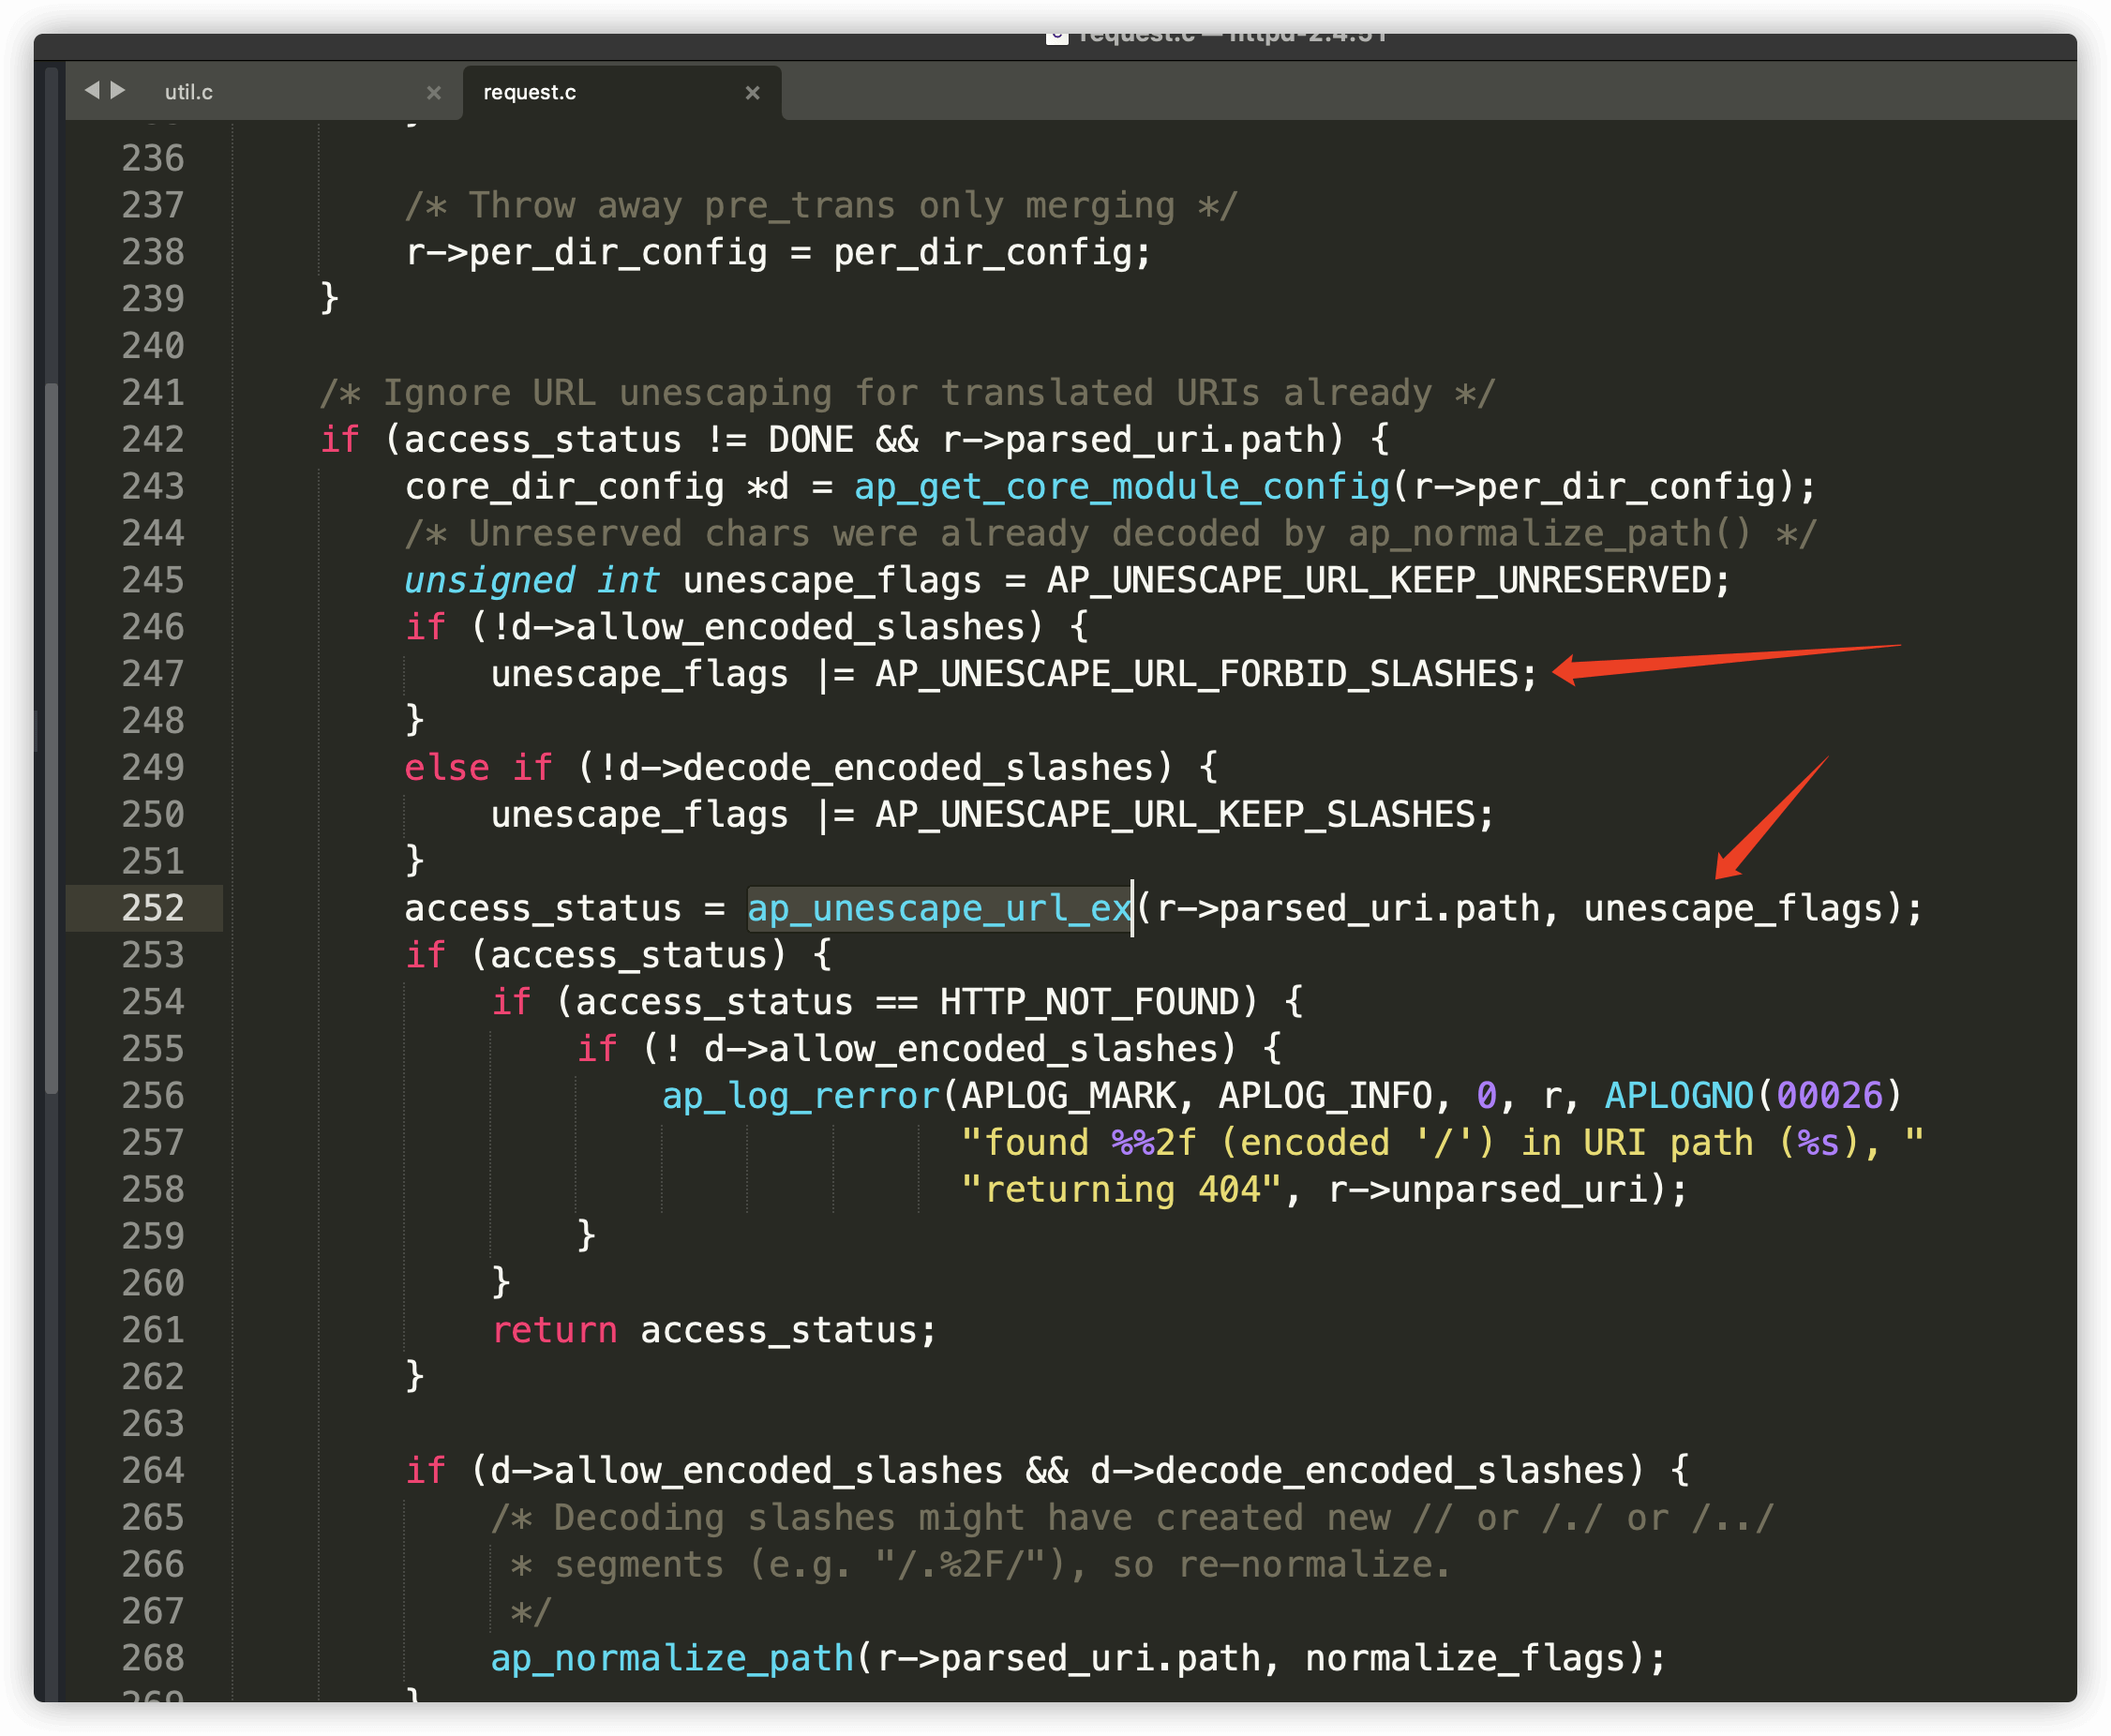 request.c — httpd-2.4.51
util.c × request.c ×
236
237 /* Throw away pre_trans only merging */
238 r->per_dir_config = per_dir_config;
239 }
240
241 /* Ignore URL unescaping for translated URIs already */
242 if (access_status != DONE && r->parsed_uri.path) {
243 core_dir_config *d = ap_get_core_module_config(r->per_dir_config);
244 /* Unreserved chars were already decoded by ap_normalize_path() */
245 unsigned int unescape_flags = AP_UNESCAPE_URL_KEEP_UNRESERVED;
246 if (!d->allow_encoded_slashes) {
247 unescape_flags |= AP_UNESCAPE_URL_FORBID_SLASHES;
248 }
249 else if (!d->decode_encoded_slashes) {
250 unescape_flags |= AP_UNESCAPE_URL_KEEP_SLASHES;
251 }
252 access_status = ap_unescape_url_ex(r->parsed_uri.path, unescape_flags);
253 if (access_status) {
254 if (access_status == HTTP_NOT_FOUND) {
255 if (! d->allow_encoded_slashes) {
256 ap_log_rerror(APLOG_MARK, APLOG_INFO, 0, r, APLOGNO(00026)
257 "found %%2f (encoded '/') in URI path (%s), "
258 "returning 404", r->unparsed_uri);
259 }
260 }
261 return access_status;
262 }
263
264 if (d->allow_encoded_slashes && d->decode_encoded_slashes) {
265 /* Decoding slashes might have created new // or /./ or /../
266 * segments (e.g. "/.%2F/"), so re-normalize.
267 */
268 ap_normalize_path(r->parsed_uri.path, normalize_flags);
269 }